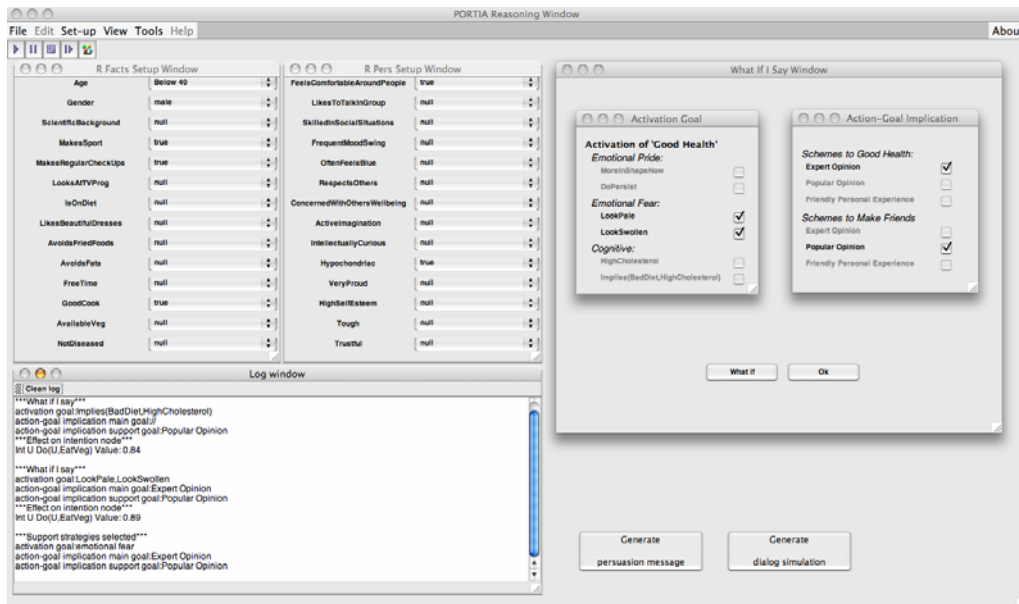 PORTIA Reasoning Window
File Edit Set-up View Tools Help
Abou
R Facts Setup Window
Age Below 40
Gender male
ScientificBackground null
MakesSport true
MakesRegularCheckUps true
LooksAtTVProg null
IsOnDiet null
LikesBeautifulDresses null
AvoidsFriedFoods null
AvoidsFats null
FreeTime null
GoodCook true
AvailableVeg null
NotDiseased null
R Pers Setup Window
FeelsComfortableAroundPeople true
LikesToTalkInGroup null
SkilledInSocialSituations null
FrequentMoodSwing null
OftenFeelsBlue null
RespectsOthers null
ConcernedWithOthersWellbeing null
ActiveImagination null
IntellectuallyCurious null
Hypochondriac true
VeryProud null
HighSelfEsteem null
Tough null
Trustful null
What If I Say Window
Activation Goal
Activation of 'Good Health'
Emotional Pride:
MoreInShapeNow
DoPersist
Emotional Fear:
LookPale
LookSwollen
Cognitive:
HighCholesterol
Implies(BadDiet,HighCholesterol)
Action-Goal Implication
Schemes to Good Health:
Expert Opinion
Popular Opinion
Friendly Personal Experience
Schemes to Make Friends
Expert Opinion
Popular Opinion
Friendly Personal Experience
What If
Ok
Log window
Clean log
***What if I say***
activation goal:Implies(BadDiet,HighCholesterol)
action-goal implication main goal://
action-goal implication support goal:Popular Opinion
***Effect on intention node***
Int U Do(U,EatVeg) Value: 0.84
***What if I say***
activation goal:LookPale,LookSwollen
action-goal implication main goal:Expert Opinion
action-goal implication support goal:Popular Opinion
***Effect on intention node***
Int U Do(U,EatVeg) Value: 0.89
***Support strategies selected***
activation goal:emotional fear
action-goal implication main goal:Expert Opinion
action-goal implication support goal:Popular Opinion
Generate
persuasion message
Generate
dialog simulation